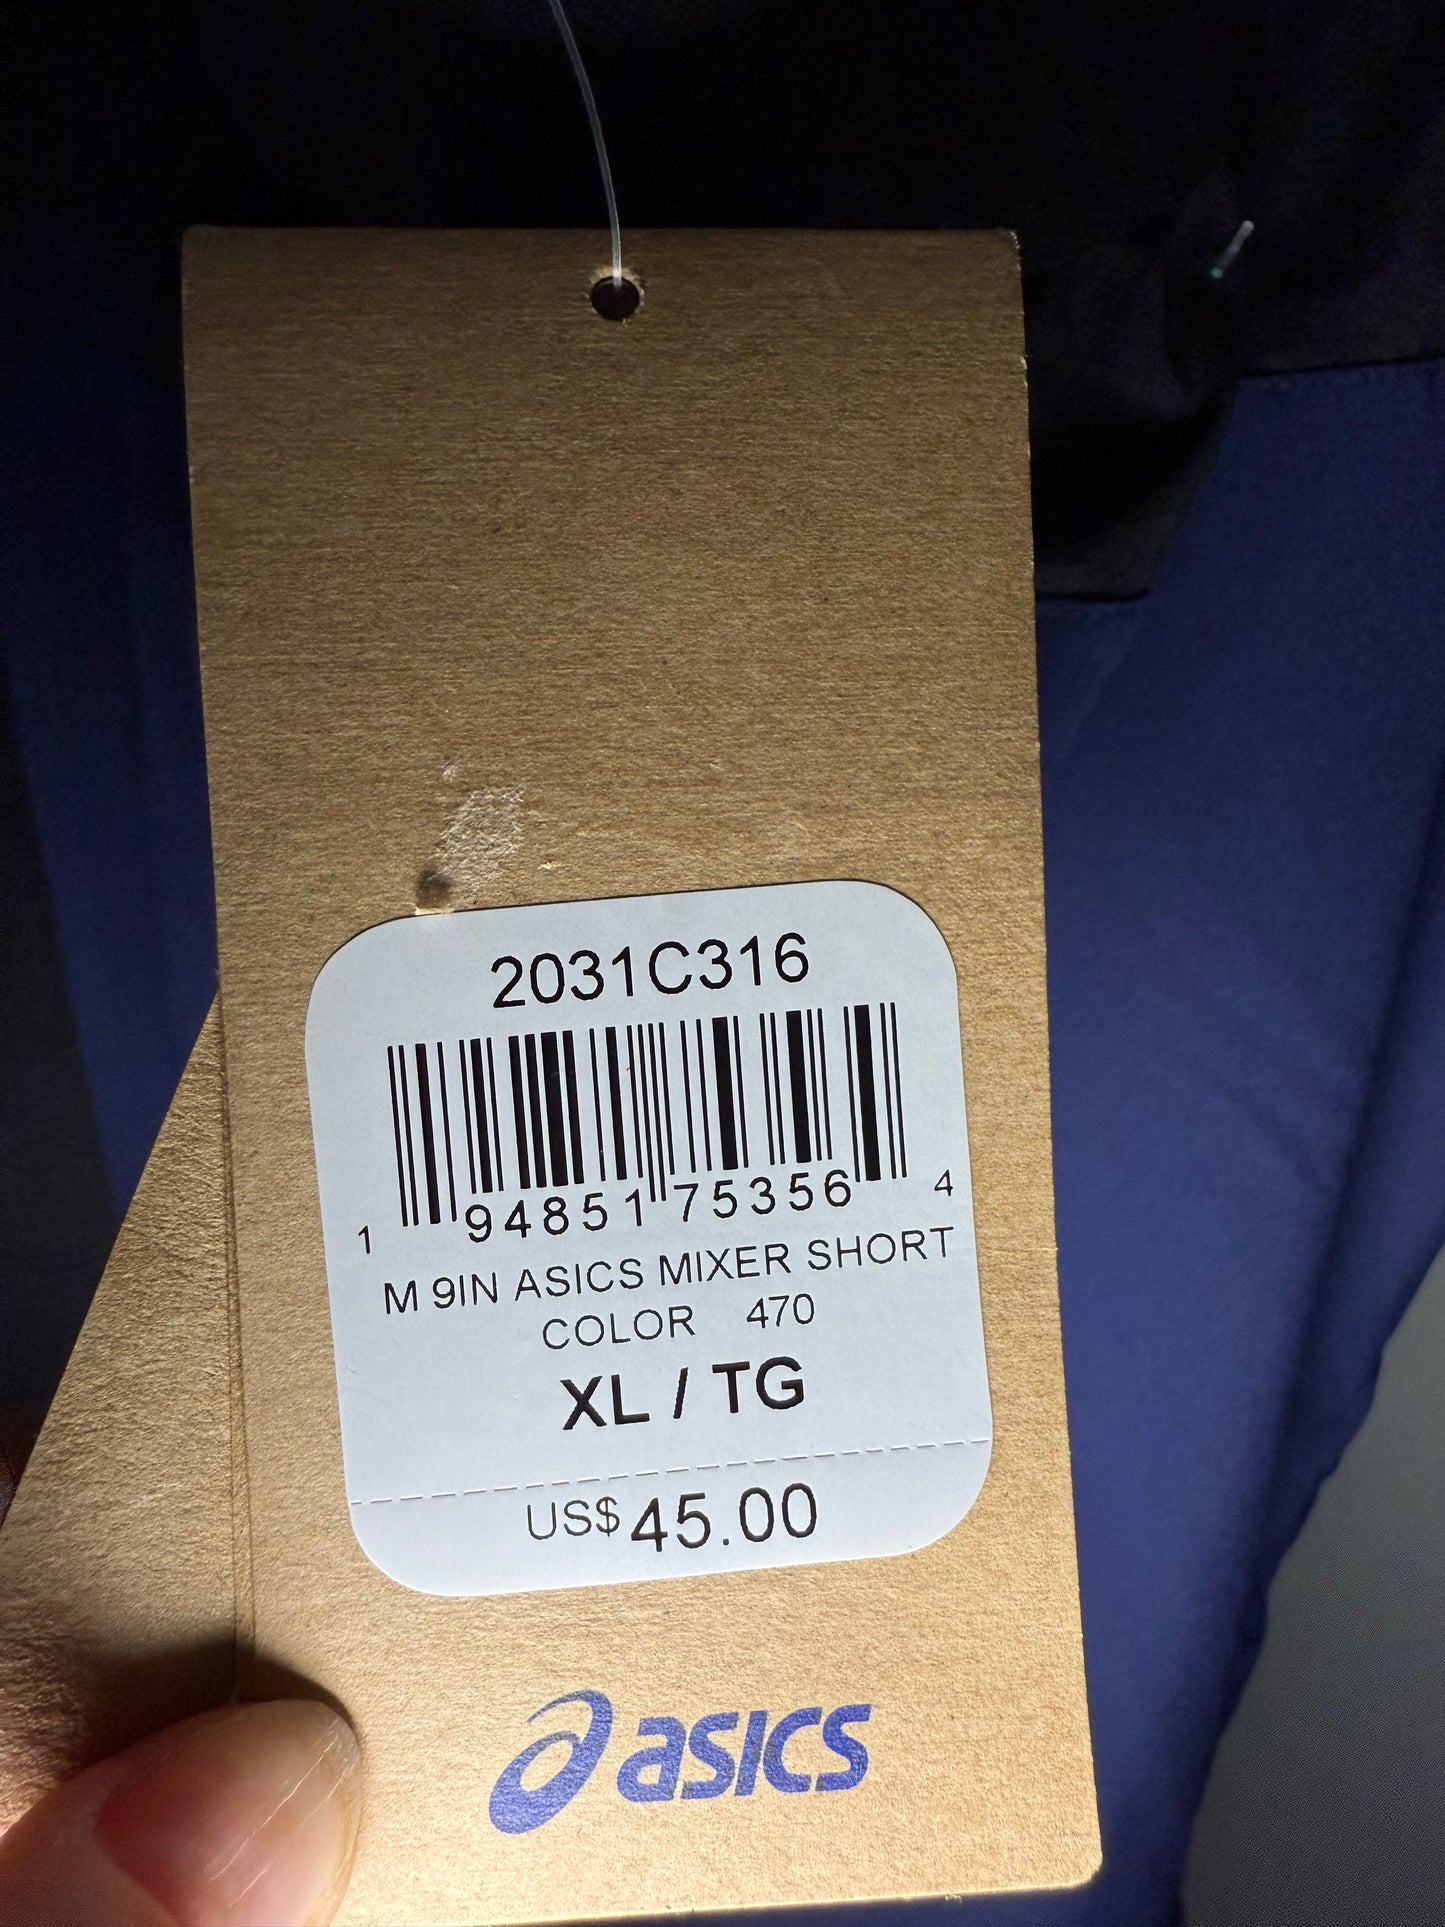 2031C316
1 94851 75356 4
M 9IN ASICS MIXER SHORT
COLOR 470
XL / TG
US$ 45.00
asics